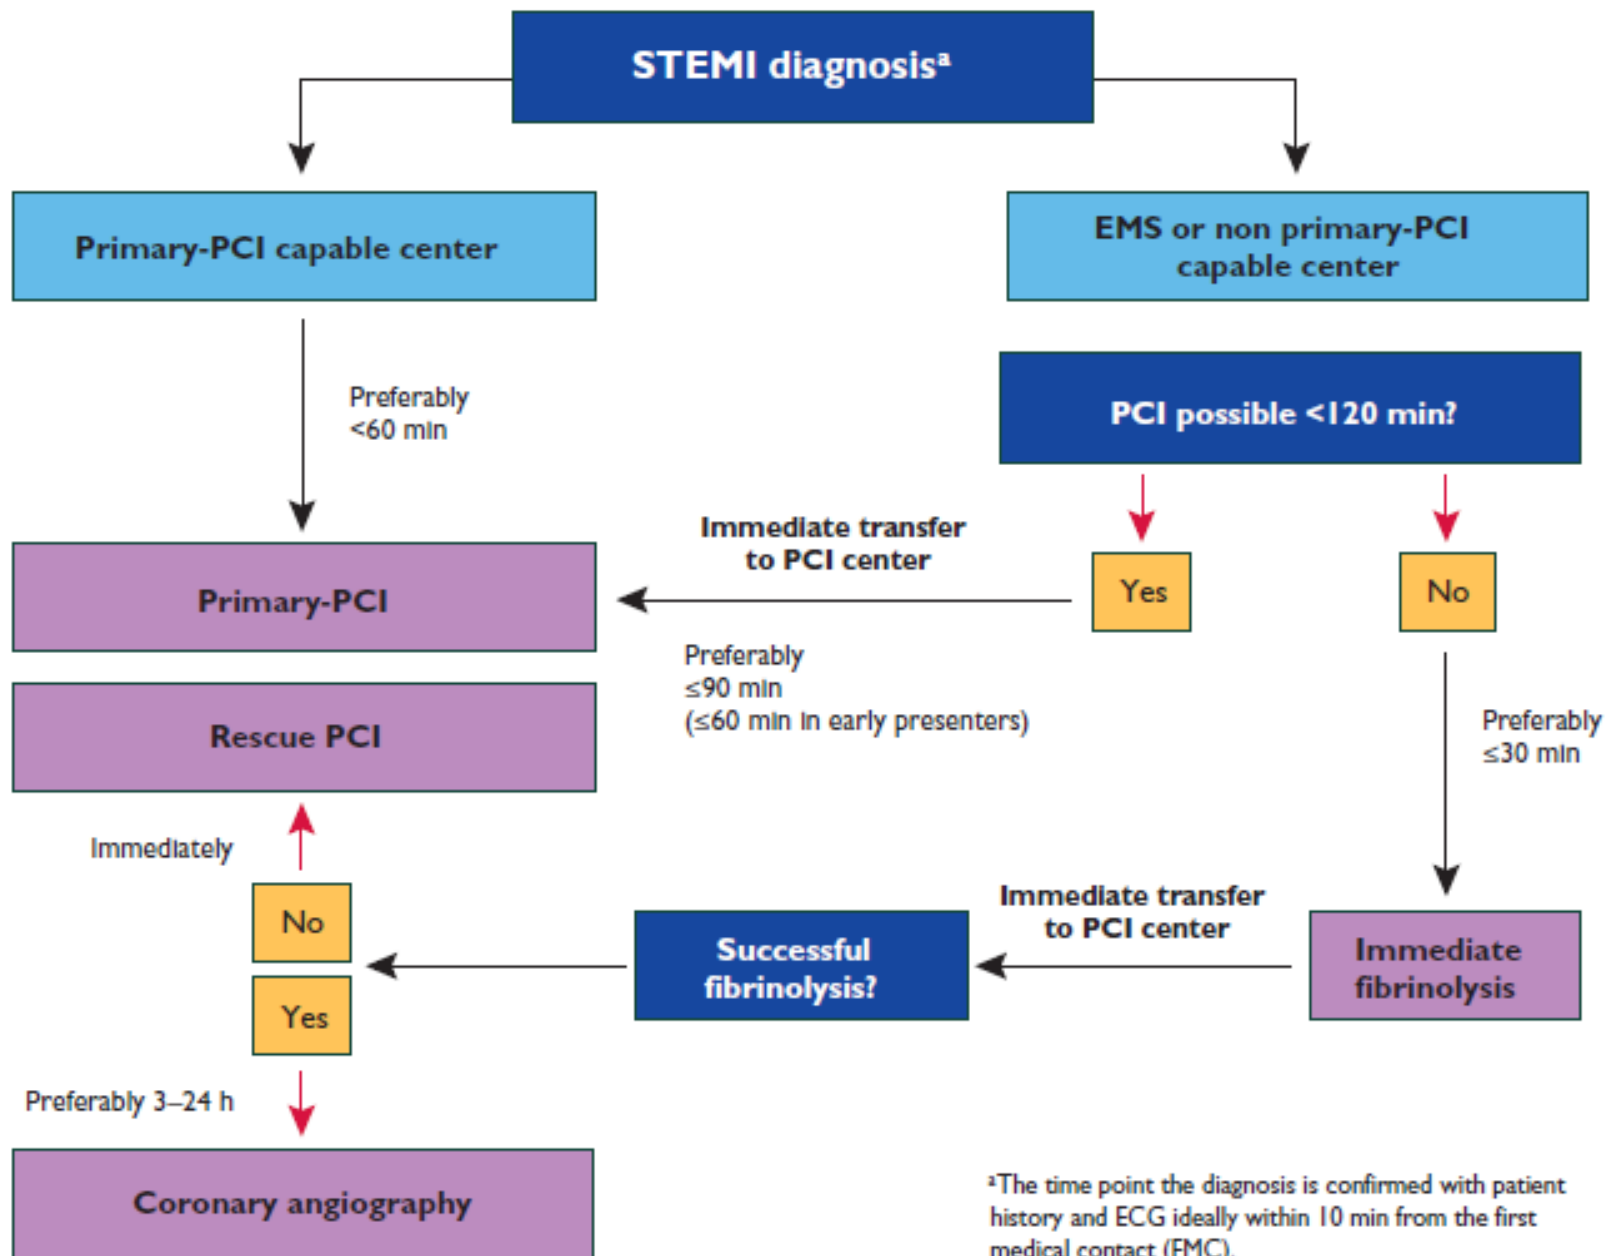 STEMI diagnosisª
Primary-PCI capable center
EMS or non primary-PCI
capable center
Preferably
<60 min
PCI possible <120 min?
Immediate transfer
to PCI center
Yes
No
Primary-PCI
Preferably
≤90 min
(≤60 min in early presenters)
Rescue PCI
Preferably
≤30 min
Immediately
No
Immediate transfer
to PCI center
Successful
fibrinolysis?
Immediate
fibrinolysis
Yes
Preferably 3–24 h
Coronary angiography
ªThe time point the diagnosis is confirmed with patient
history and ECG ideally within 10 min from the first
medical contact (FMC).